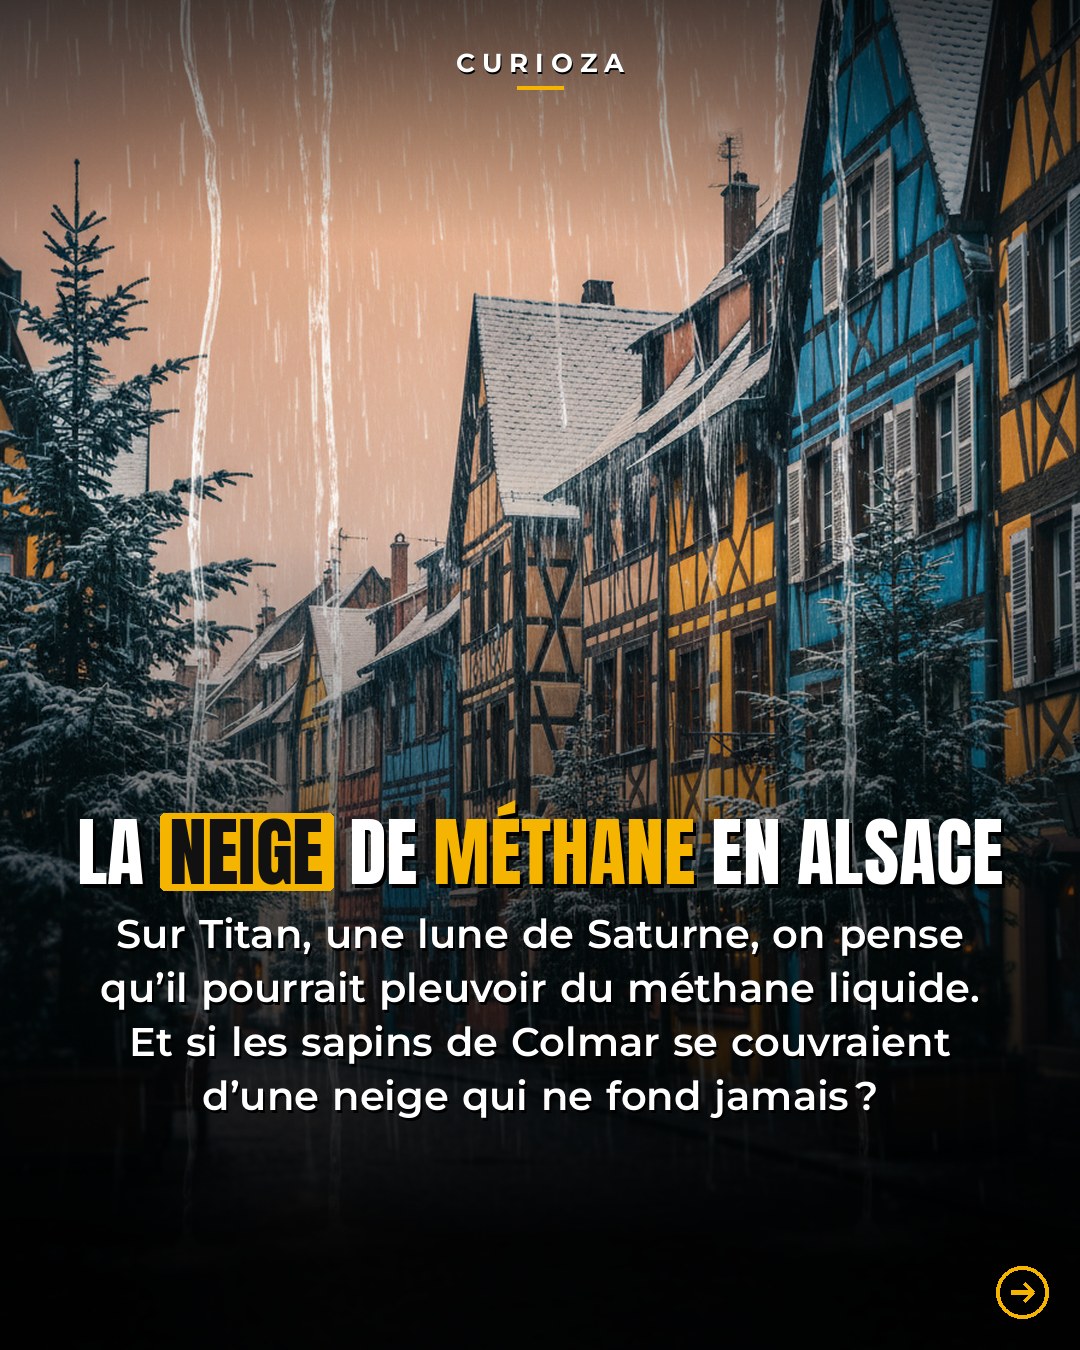 CURIOZA
LA NEIGE DE MÉTHANE EN ALSACE
Sur Titan, une lune de Saturne, on pense
qu’il pourrait pleuvoir du méthane liquide.
Et si les sapins de Colmar se couvraient
d’une neige qui ne fond jamais ?